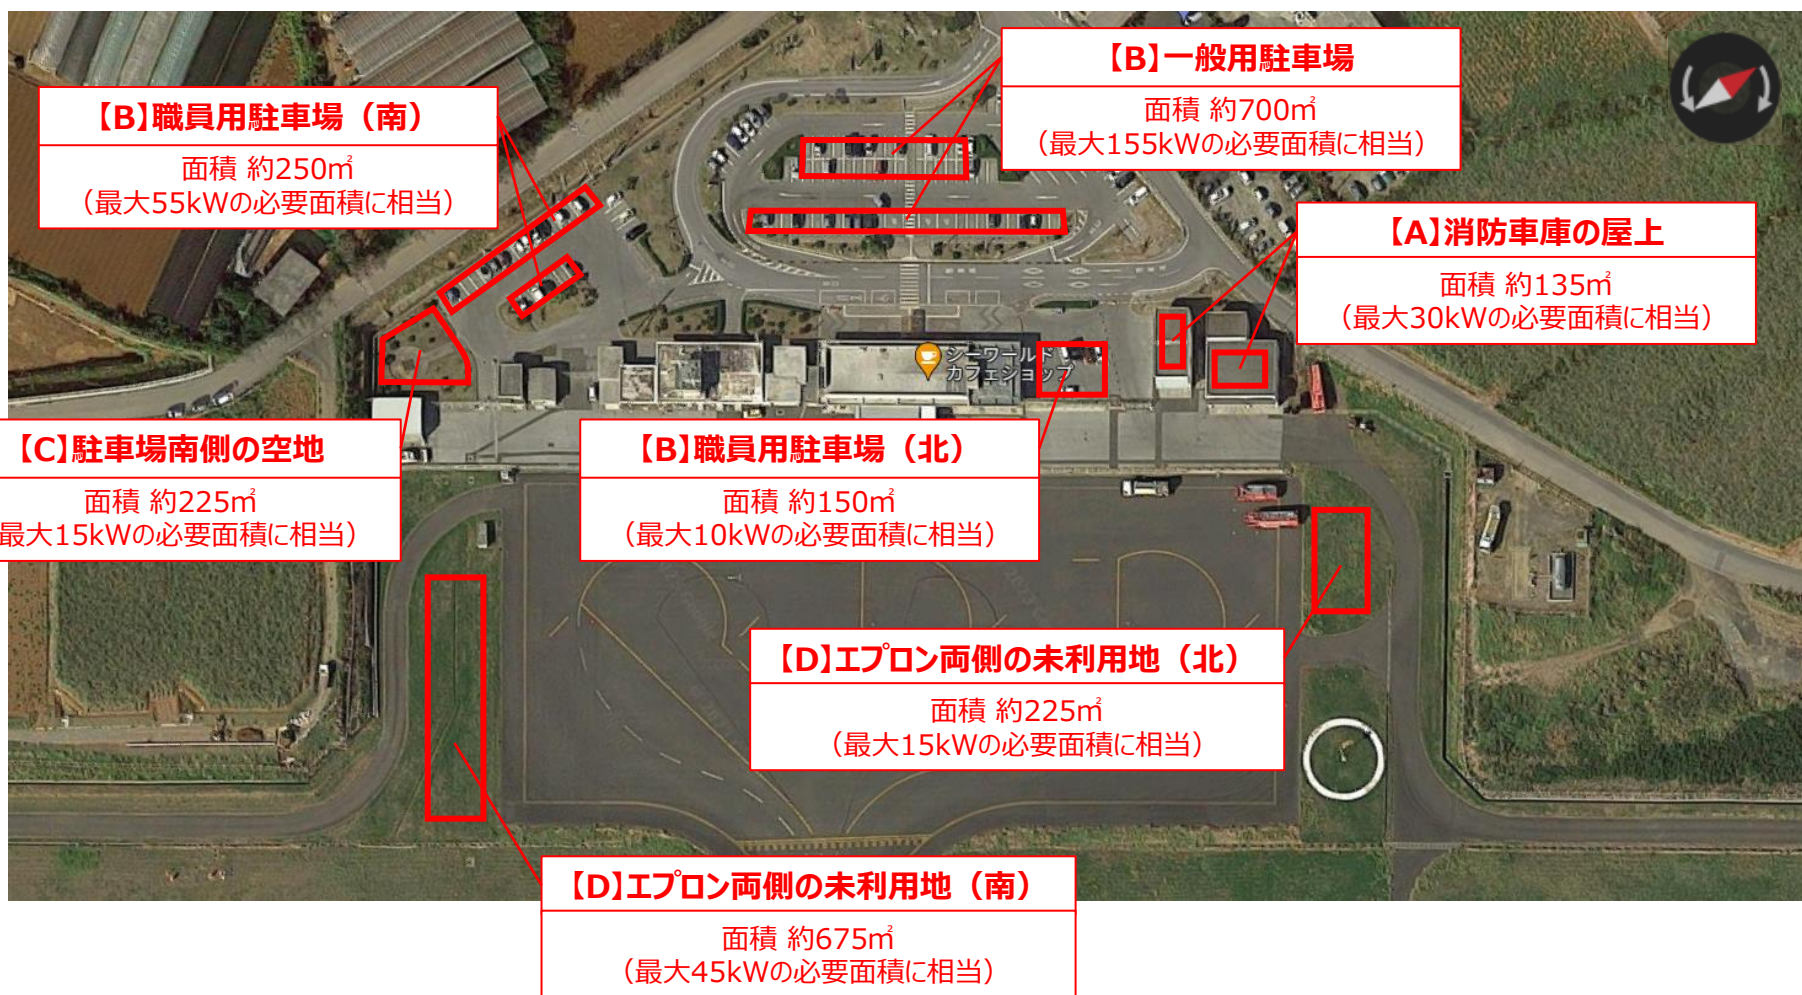 【B】一般用駐車場
面積 約700㎡
（最大155kWの必要面積に相当）
【B】職員用駐車場（南）
面積 約250㎡
（最大55kWの必要面積に相当）
【A】消防車庫の屋上
面積 約135㎡
（最大30kWの必要面積に相当）
シーワールド
カフェショップ
【C】駐車場南側の空地
面積 約225㎡
最大15kWの必要面積に相当）
【B】職員用駐車場（北）
面積 約150㎡
（最大10kWの必要面積に相当）
【D】エプロン両側の未利用地（北）
面積 約225㎡
（最大15kWの必要面積に相当）
【D】エプロン両側の未利用地（南）
面積 約675㎡
（最大45kWの必要面積に相当）